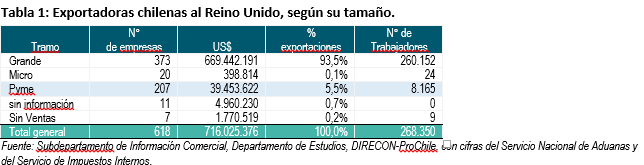 Tabla 1: Exportadoras chilenas al Reino Unido, según su tamaño.
Tramo N° de empresas US$ % exportaciones N° de Trabajadores
Grande 373 669.442.191 93,5% 260.152
Micro 20 398.814 0,1% 24
Pyme 207 39.453.622 5,5% 8.165
sin información 11 4.960.230 0,7% 0
Sin Ventas 7 1.770.519 0,2% 9
Total general 618 716.025.376 100,0% 268.350
Fuente: Subdepartamento de Información Comercial, Departamento de Estudios, DIRECON-ProChile, con cifras del Servicio Nacional de Aduanas y
del Servicio de Impuestos Internos.